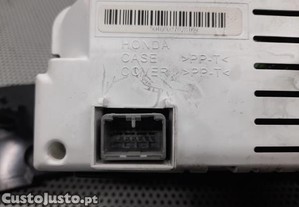 HONDA
CASE >PP-T<
COVER >PP-T<
CustoJusto.pt